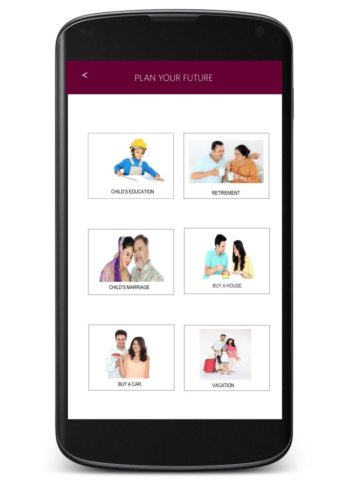 <
PLAN YOUR FUTURE
CHILD'S EDUCATION
RETIREMENT
CHILD'S MARRIAGE
BUY A HOUSE
BUY A CAR
VACATION